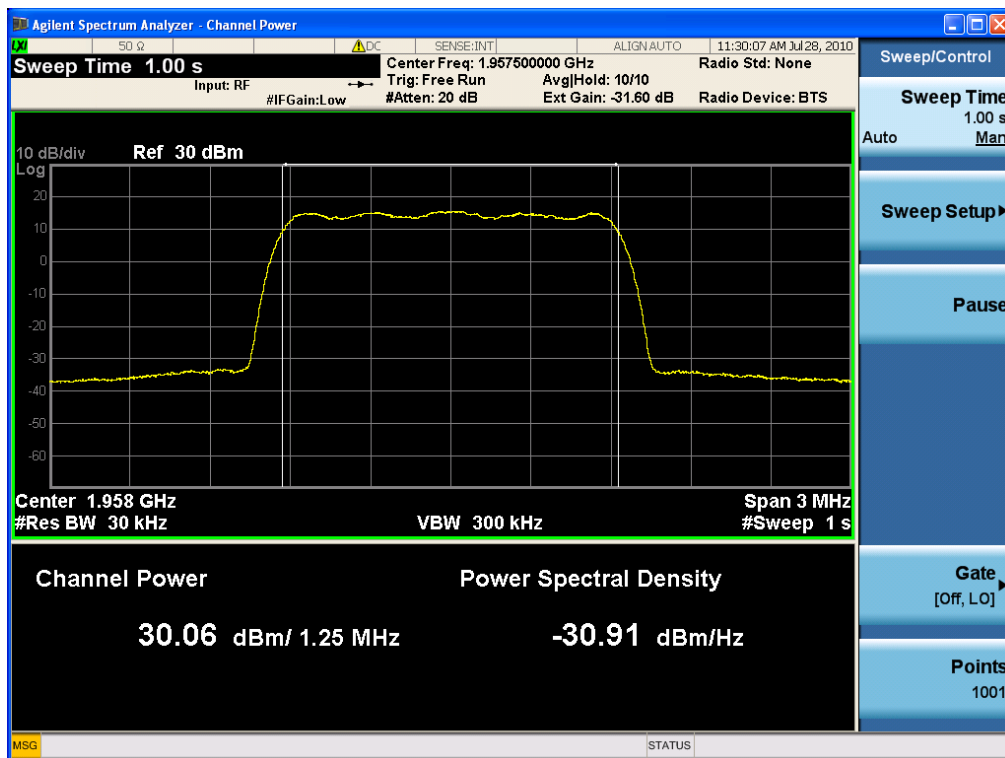 Agilent Spectrum Analyzer - Channel Power
LXI 50 Ω DC SENSE:INT ALIGN AUTO 11:30:07 AM Jul 28, 2010
Sweep Time 1.00 s
Input: RF
#IFGain:Low
Center Freq: 1.957500000 GHz
Trig: Free Run Avg|Hold: 10/10
#Atten: 20 dB Ext Gain: -31.60 dB
Radio Std: None
Radio Device: BTS
10 dB/div Ref 30 dBm
Log
20
10
0
-10
-20
-30
-40
-50
-60
Center 1.958 GHz Span 3 MHz
#Res BW 30 kHz VBW 300 kHz #Sweep 1 s
Channel Power Power Spectral Density
30.06 dBm/ 1.25 MHz -30.91 dBm/Hz
Sweep/Control
Sweep Time
1.00 s
Auto Man
Sweep Setup
Pause
Gate
[Off, LO]
Points
1001
MSG STATUS